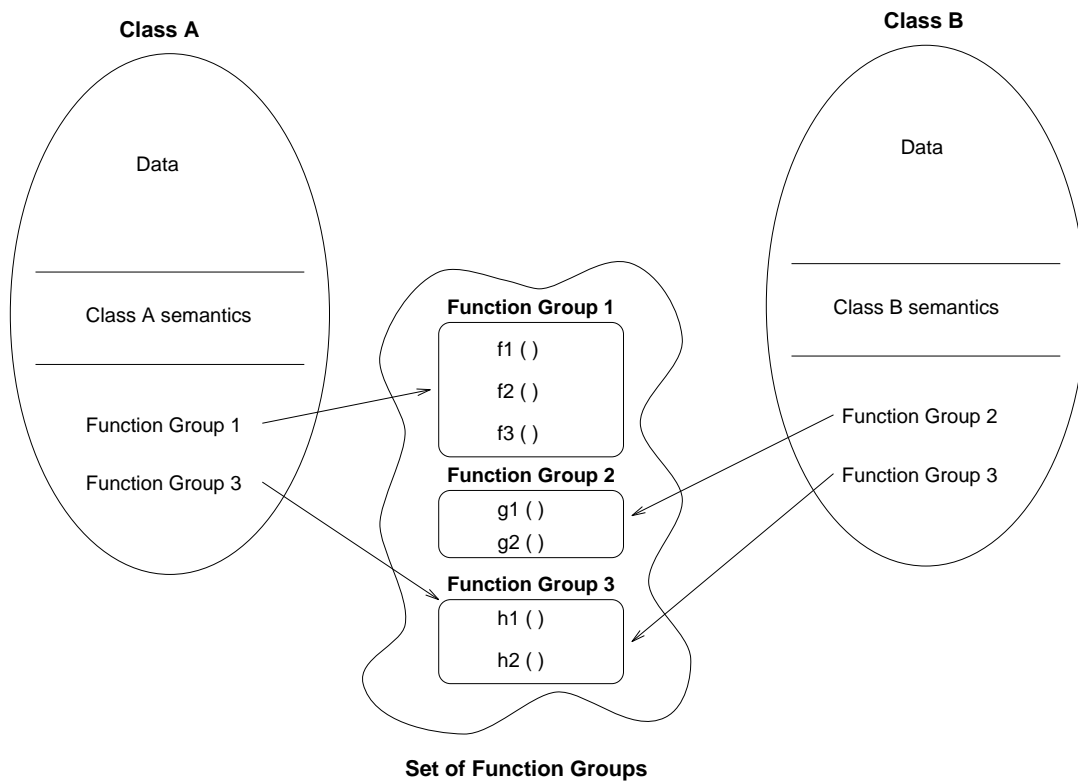 Class A
Data
Class A semantics
Function Group 1
Function Group 3
Function Group 1
f1 ( )
f2 ( )
f3 ( )
Function Group 2
g1 ( )
g2 ( )
Function Group 3
h1 ( )
h2 ( )
Set of Function Groups
Class B
Data
Class B semantics
Function Group 2
Function Group 3